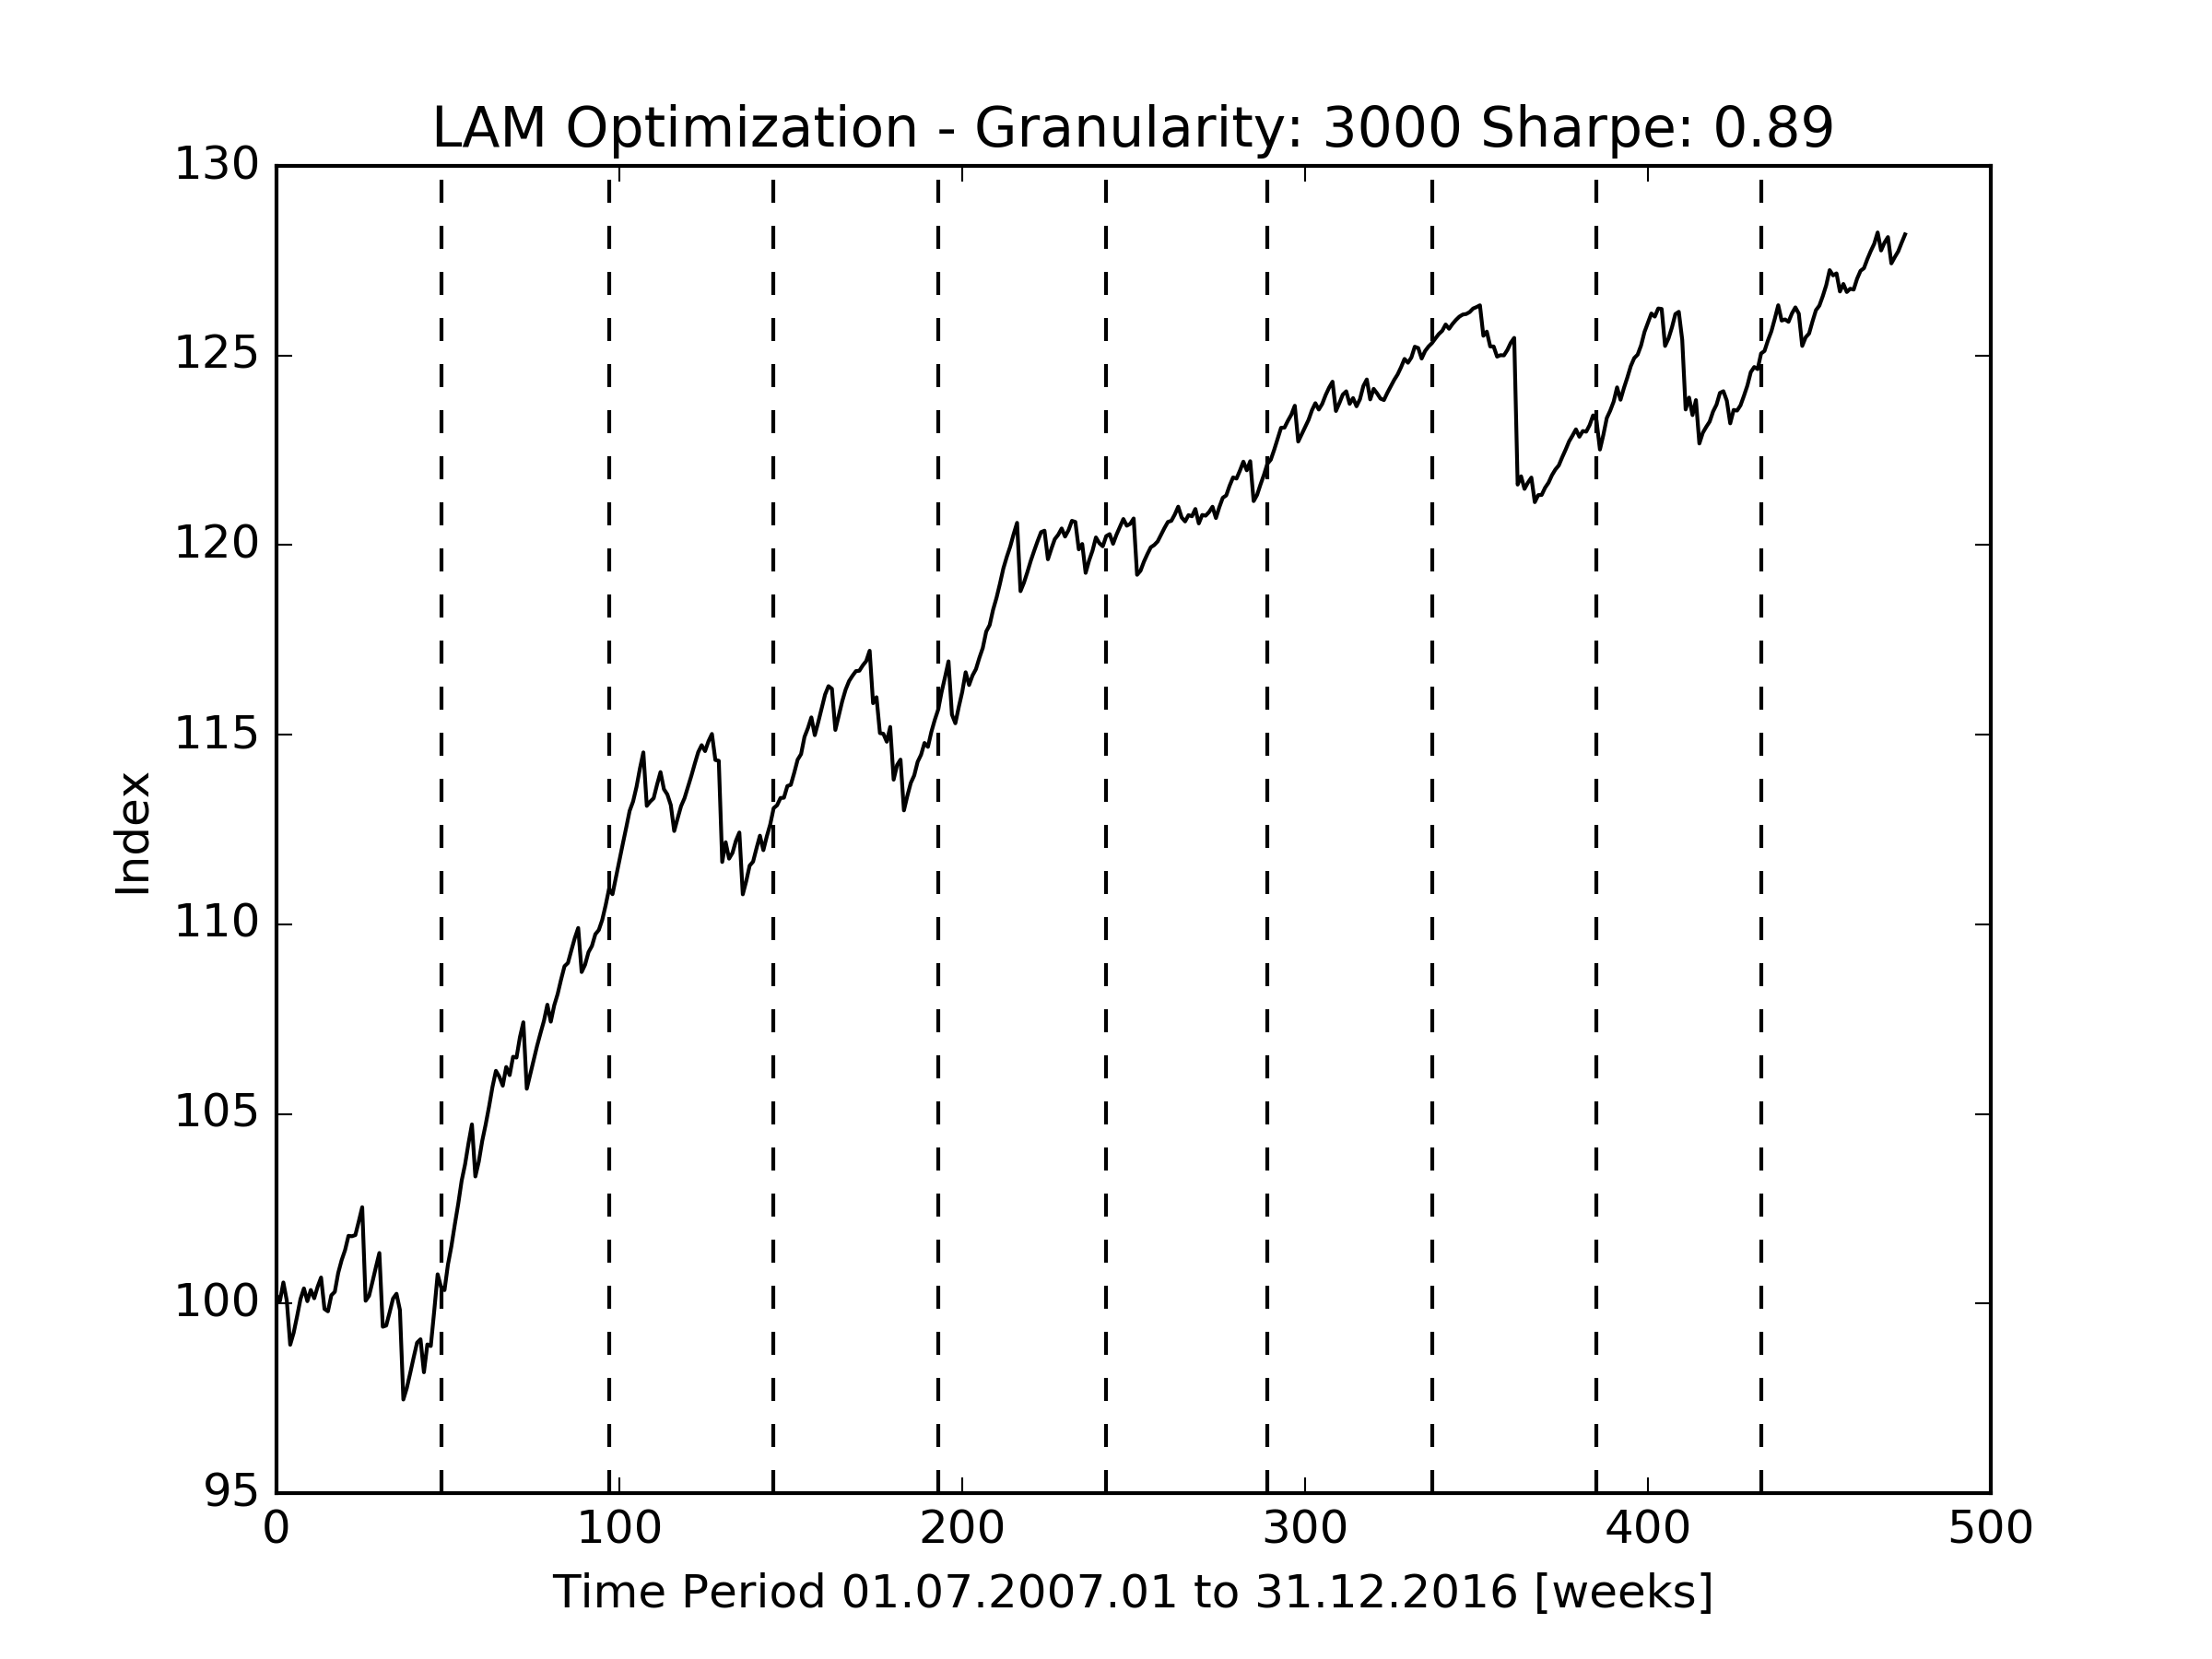 LAM Optimization - Granularity: 3000 Sharpe: 0.89
130
125
120
115
110
105
100
95
Index
0 100 200 300 400 500
Time Period 01.07.2007.01 to 31.12.2016 [weeks]